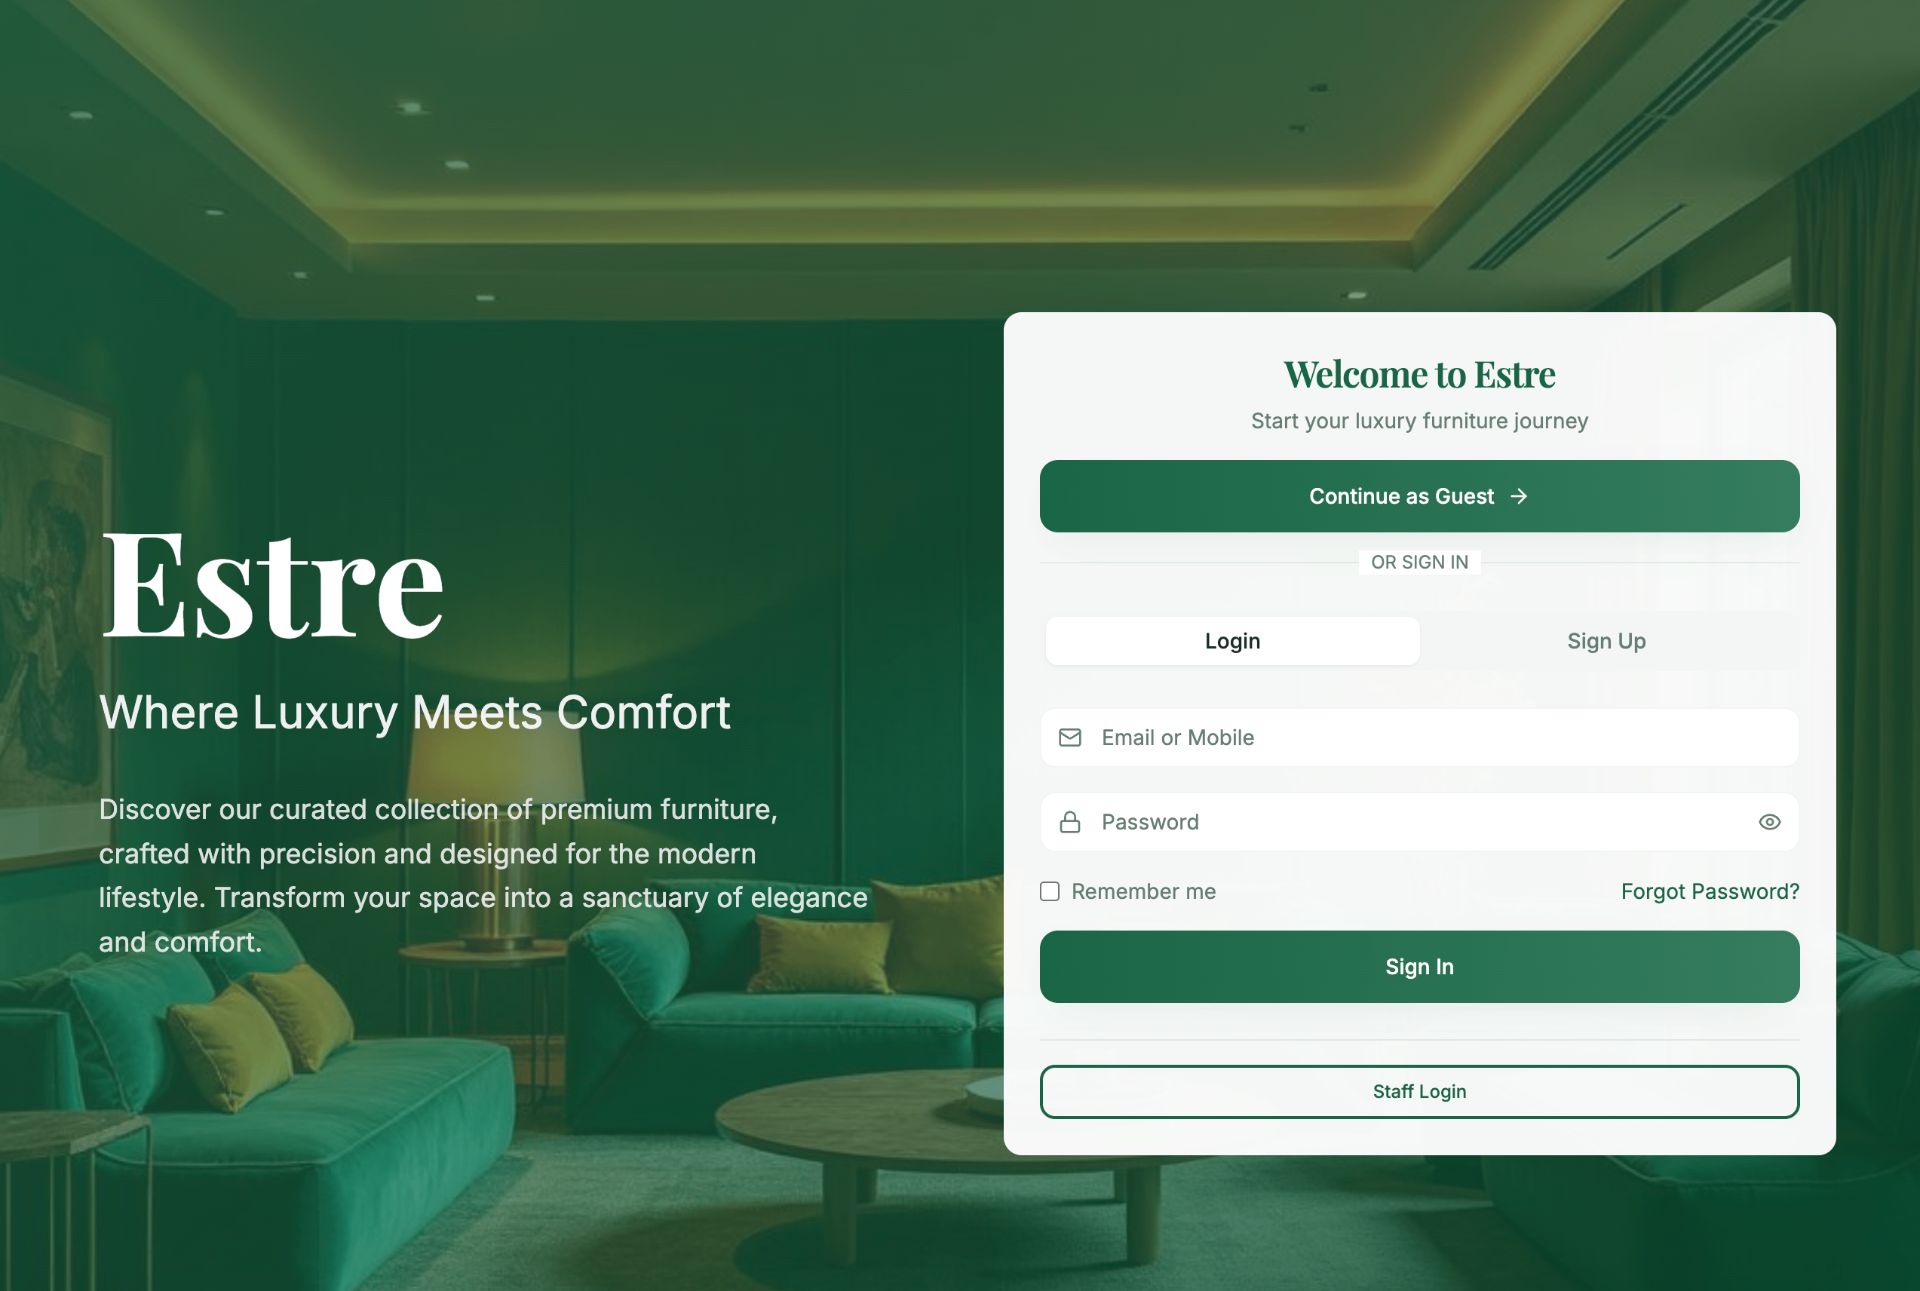 Estre
Where Luxury Meets Comfort
Discover our curated collection of premium furniture,
crafted with precision and designed for the modern
lifestyle. Transform your space into a sanctuary of elegance
and comfort.
Welcome to Estre
Start your luxury furniture journey
Continue as Guest →
OR SIGN IN
Login
Sign Up
Email or Mobile
Password
Remember me
Forgot Password?
Sign In
Staff Login